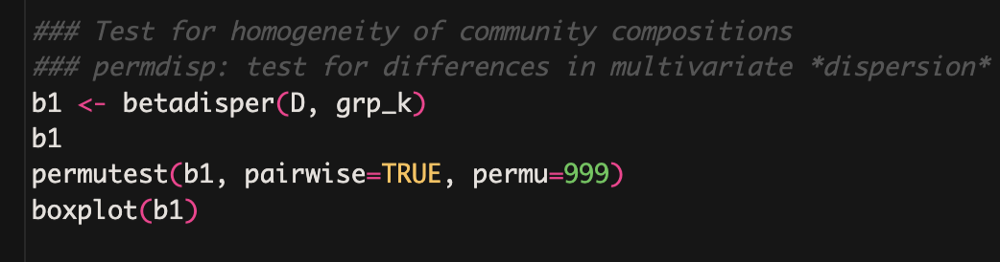 ### Test for homogeneity of community compositions
### permdisp: test for differences in multivariate *dispersion*
b1 <- betadisper(D, grp_k)
b1
permutest(b1, pairwise=TRUE, permu=999)
boxplot(b1)